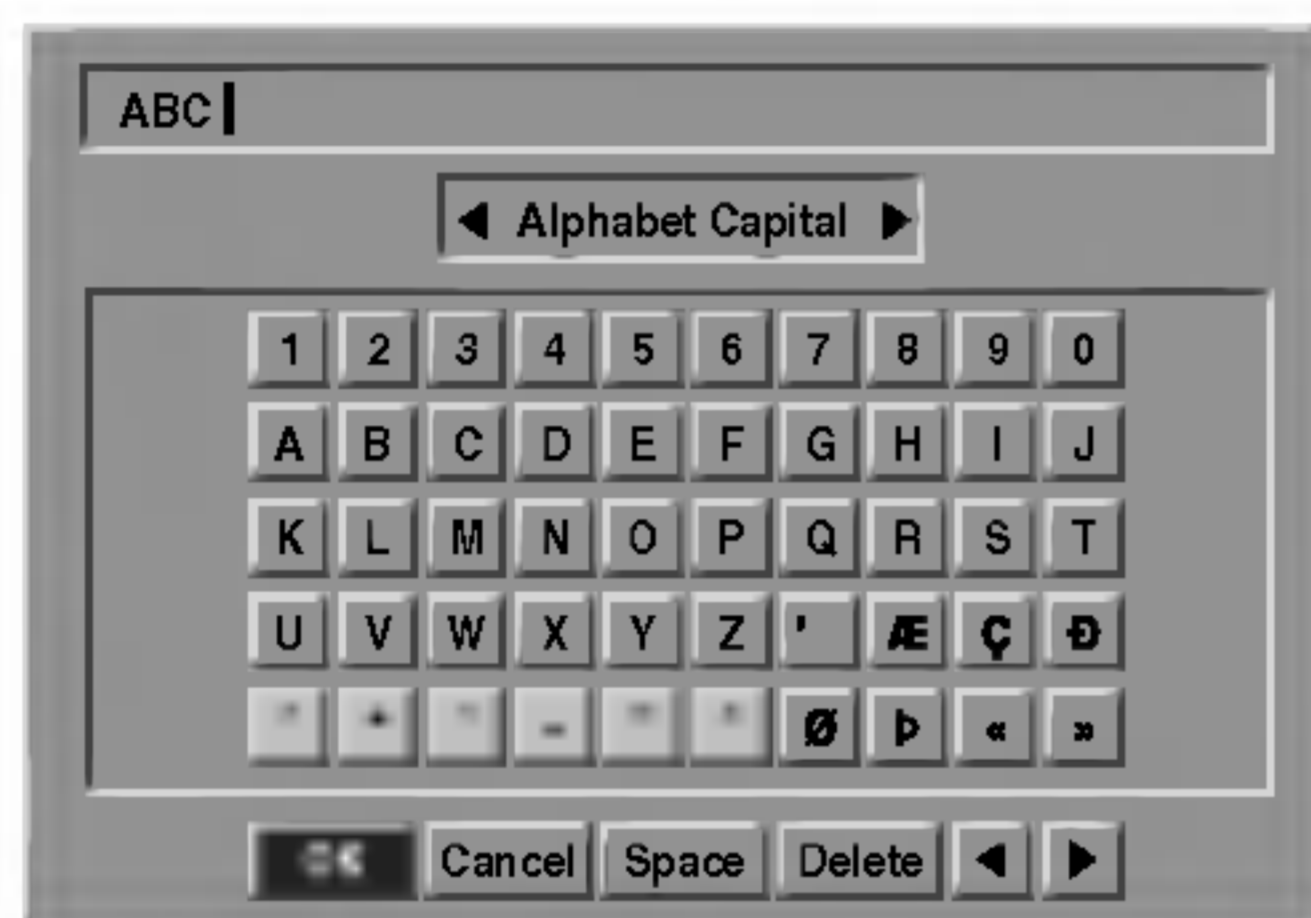 ABC
Alphabet Capital
1 2 3 4 5 6 7 8 9 0
A B C D E F G H I J
K L M N O P Q R S T
U V W X Y Z ' Æ Ç Đ
Ø Þ « »
Cancel Space Delete